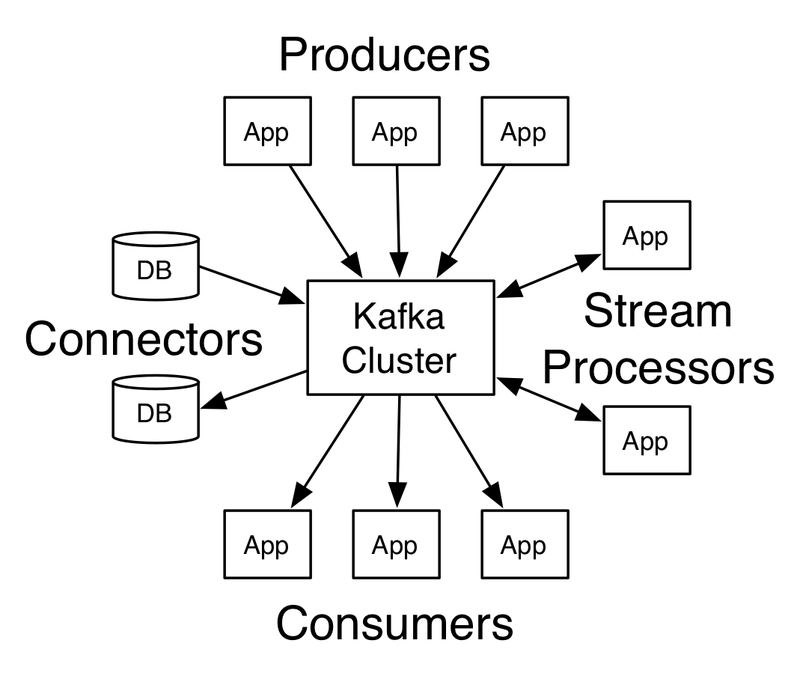 Producers
App
App
App
DB
App
Kafka
Cluster
Stream
Processors
Connectors
DB
App
App
App
App
Consumers